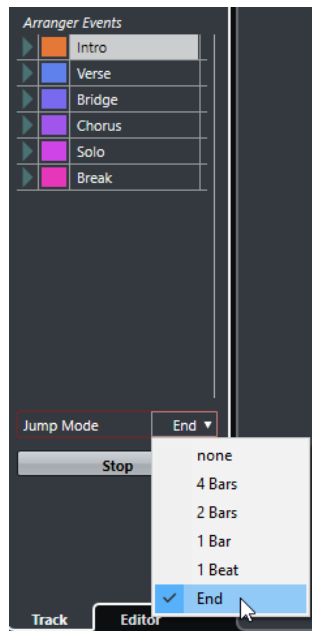 Arranger Events
Intro
Verse
Bridge
Chorus
Solo
Break
Jump Mode End
Stop
none
4 Bars
2 Bars
1 Bar
1 Beat
End
Track Editor